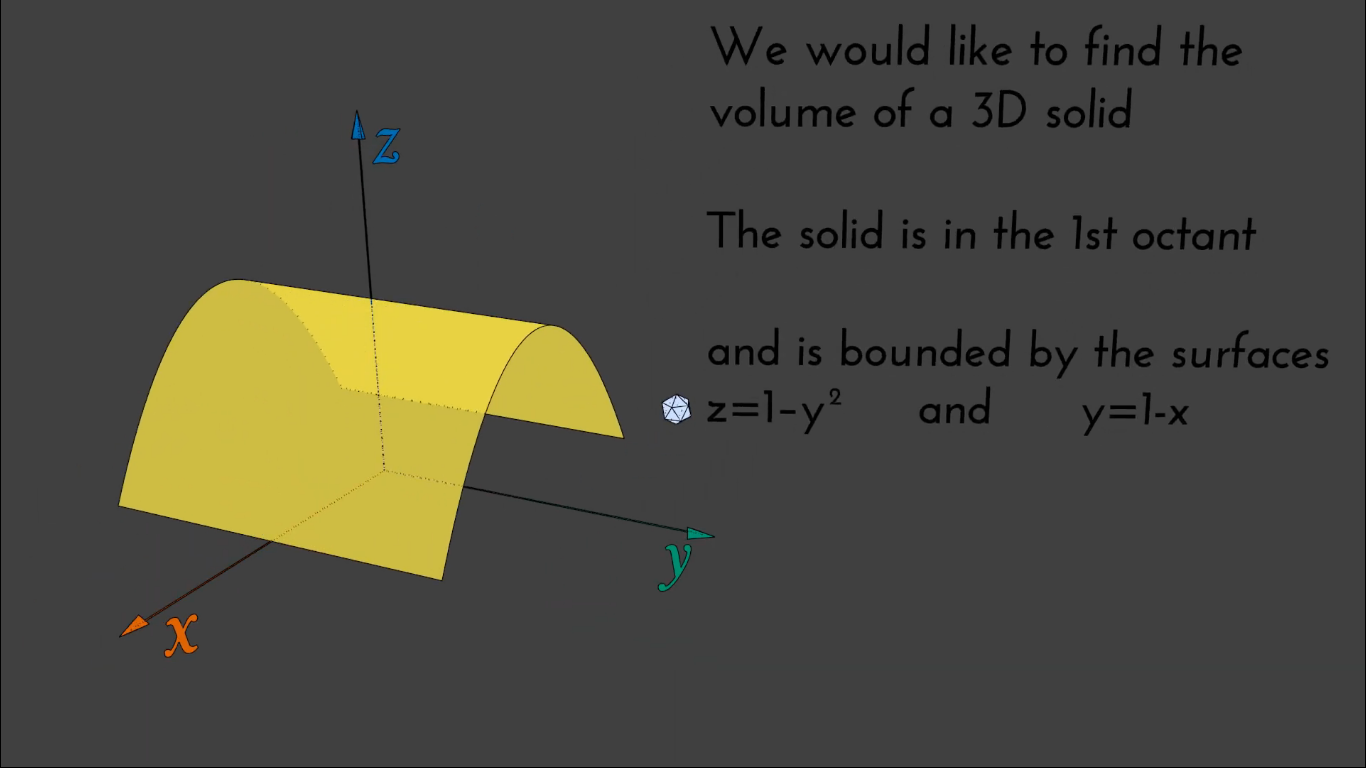 We would like to find the
volume of a 3D solid
The solid is in the 1st octant
and is bounded by the surfaces
z=1-y² and y=1-x
z
y
x